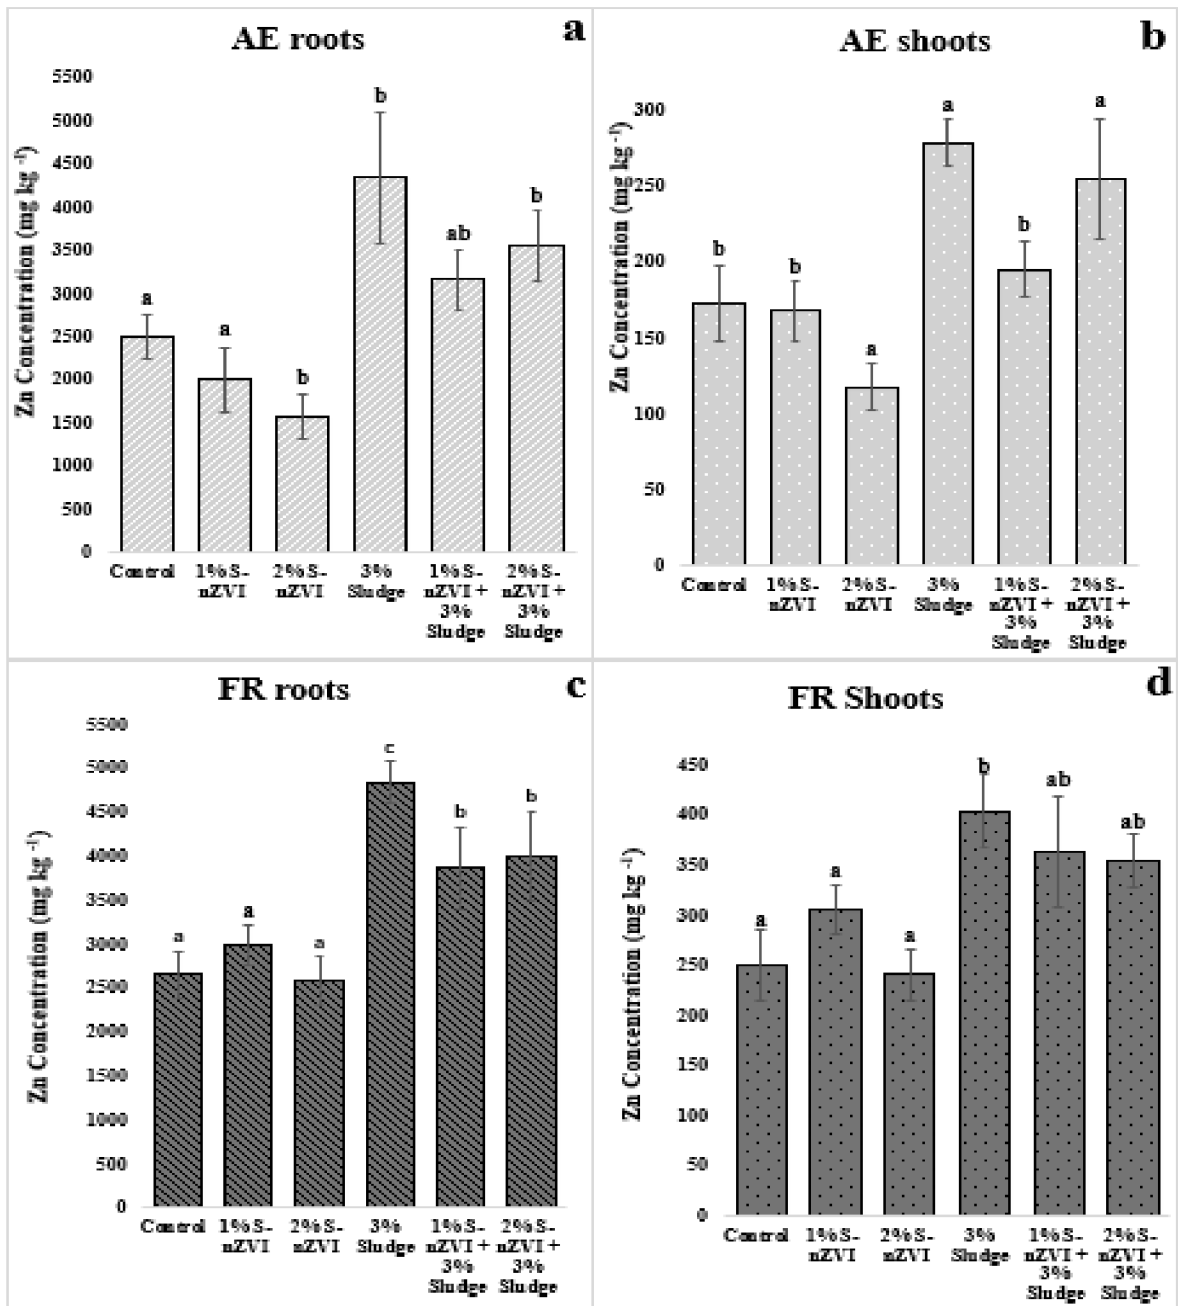 AE roots
a
Zn Concentration (mg kg⁻¹)
5500
5000
4500
4000
3500
3000
2500
2000
1500
1000
500
0
a
a
b
b
ab
b
Control
1%S-
nZVI
2%S-
nZVI
3%
Sludge
1%S-
nZVI +
3%
Sludge
2%S-
nZVI +
3%
Sludge
AE shoots
b
Zn Concentration (mg kg⁻¹)
300
250
200
150
100
50
0
b
b
a
a
b
a
Control
1%S-
nZVI
2%S-
nZVI
3%
Sludge
1%S-
nZVI +
3%
Sludge
2%S-
nZVI +
3%
Sludge
FR roots
c
Zn Concentration (mg kg⁻¹)
5500
5000
4500
4000
3500
3000
2500
2000
1500
1000
500
0
a
a
a
c
b
b
Control
1%S-
nZVI
2%S-
nZVI
3%
Sludge
1%S-
nZVI +
3%
Sludge
2%S-
nZVI +
3%
Sludge
FR Shoots
d
Zn Concentration (mg kg⁻¹)
450
400
350
300
250
200
150
100
50
0
a
a
a
b
ab
ab
Control
1%S-
nZVI
2%S-
nZVI
3%
Sludge
1%S-
nZVI +
3%
Sludge
2%S-
nZVI +
3%
Sludge